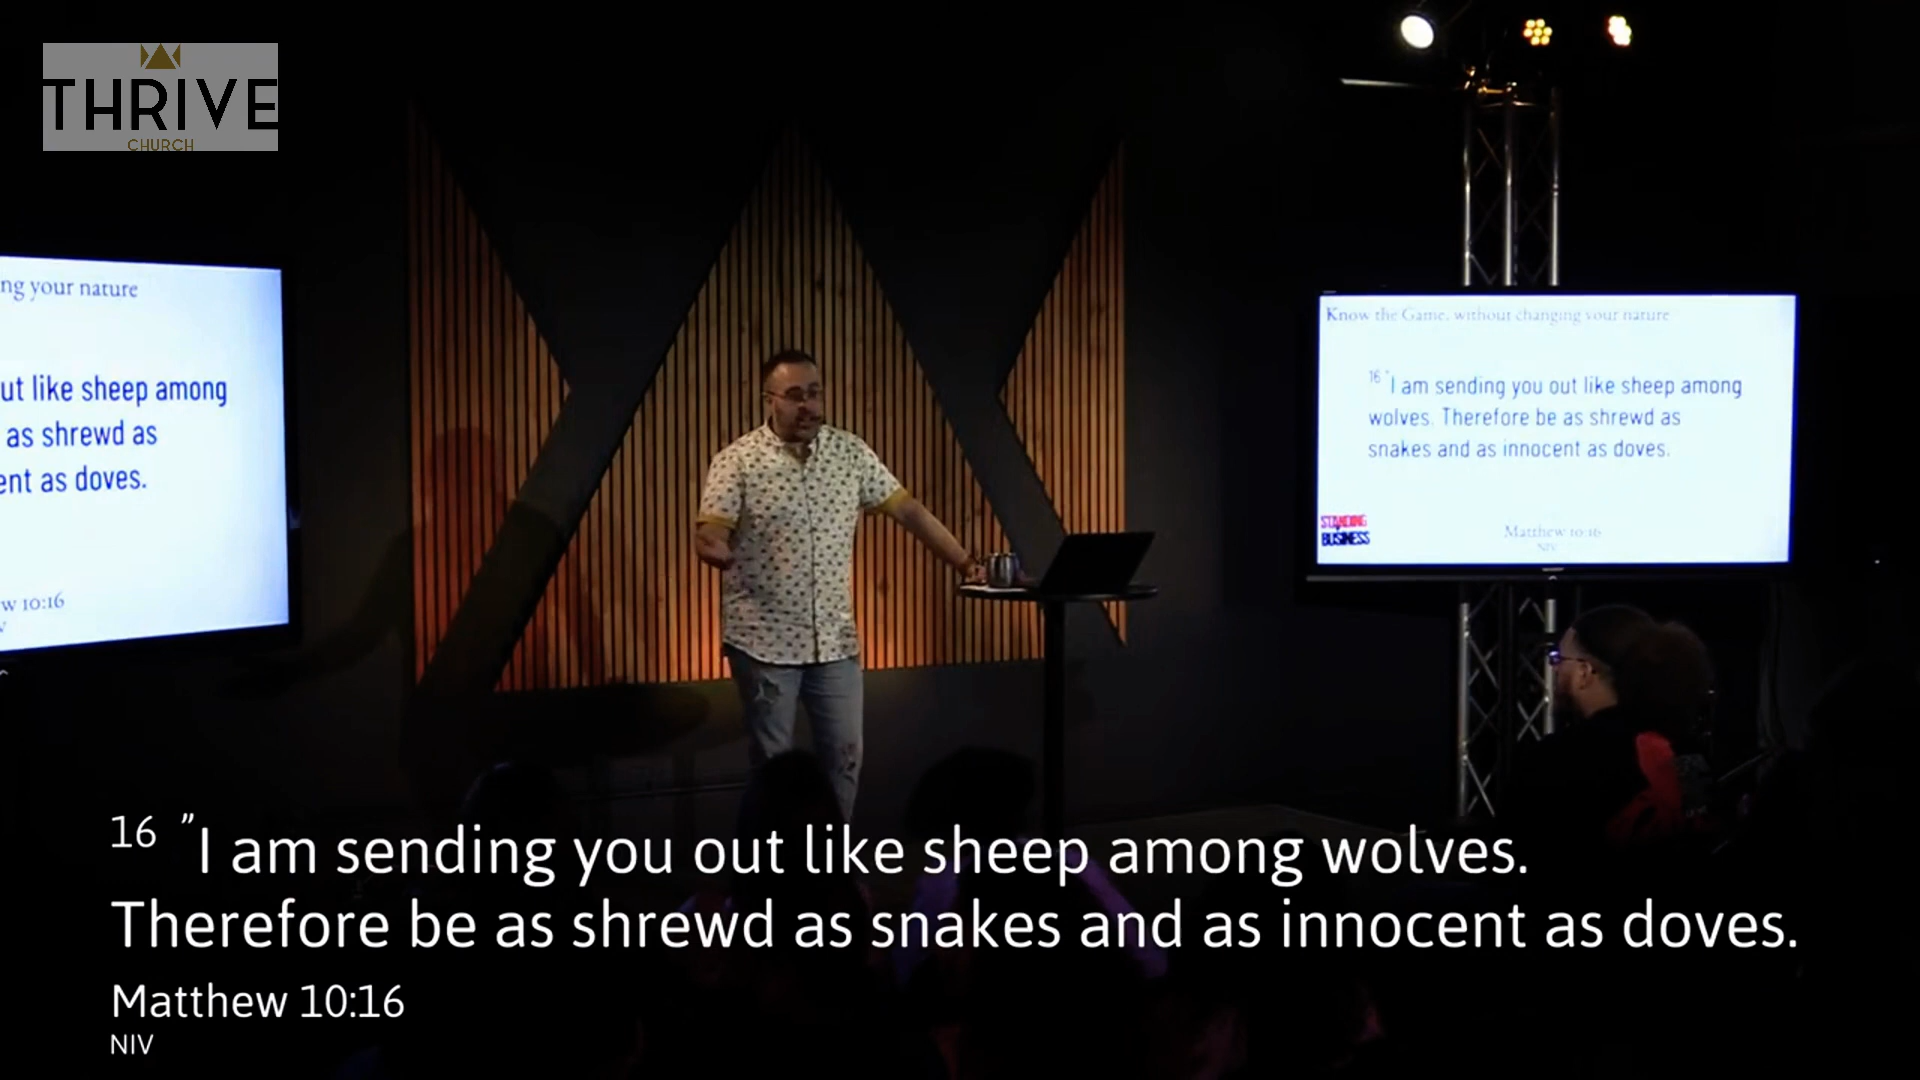 THRIVE
CHURCH
ng your nature
ut like sheep among
as shrewd as
ent as doves.
w 10:16
Know the Game, without changing your nature
16 "I am sending you out like sheep among
wolves. Therefore be as shrewd as
snakes and as innocent as doves.
STANDING
BUSINESS
Matthew 10:16
NIV
16 "I am sending you out like sheep among wolves.
Therefore be as shrewd as snakes and as innocent as doves.
Matthew 10:16
NIV